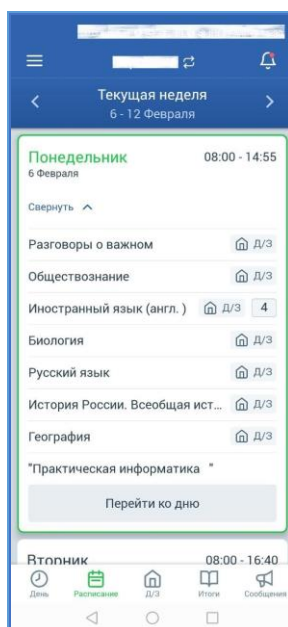 Текущая неделя
6 - 12 Февраля
Понедельник 08:00 - 14:55
6 Февраля
Свернуть
Разговоры о важном Д/З
Обществознание Д/З
Иностранный язык (англ. ) Д/З 4
Биология Д/З
Русский язык Д/З
История России. Всеобщая ист... Д/З
География Д/З
"Практическая информатика "
Перейти ко дню
Вторник 08:00 - 16:40
День Расписание Д/З Итоги Сообщения